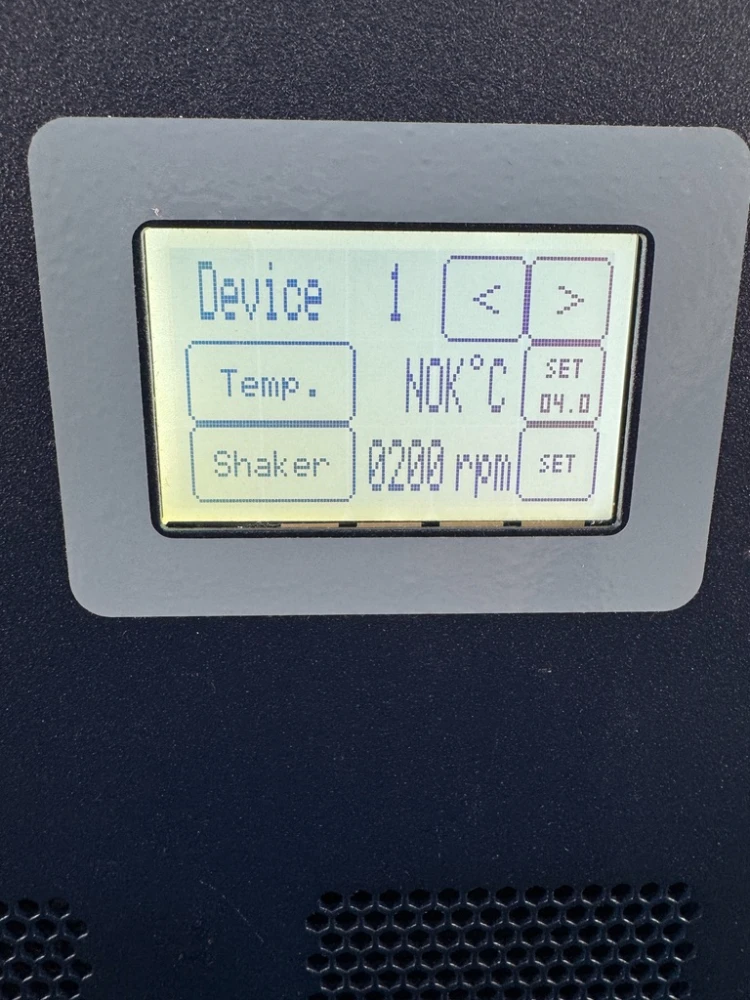 Device 1 < >
Temp. NOK°C SET 04.0
Shaker 0200 rpm SET